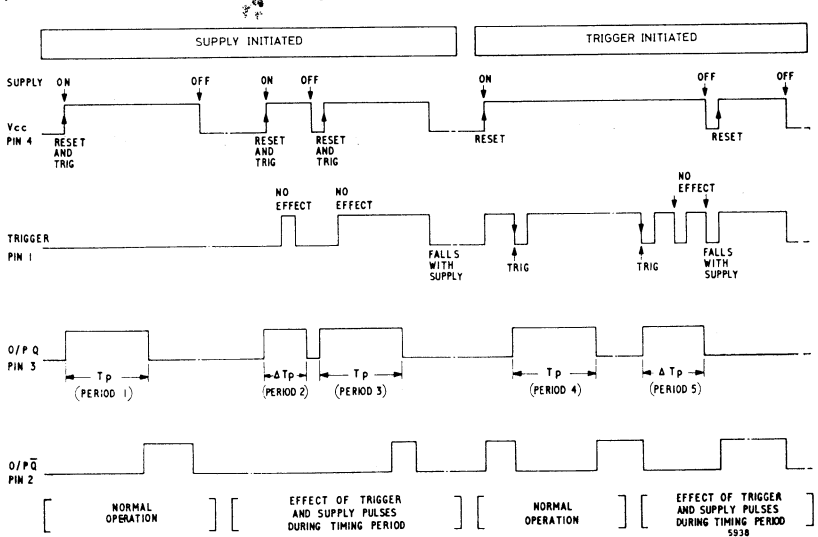 SUPPLY INITIATED
TRIGGER INITIATED
SUPPLY ON OFF ON OFF ON OFF OFF
Vcc
PIN 4
RESET
AND
TRIG
RESET
AND
TRIG
RESET
AND
TRIG
RESET
RESET
NO
EFFECT
NO
EFFECT
NO
EFFECT
TRIGGER
PIN 1
FALLS
WITH
SUPPLY
TRIG
TRIG
FALLS
WITH
SUPPLY
O/P Q
PIN 3
Tp
(PERIOD 1)
Δ Tp
(PERIOD 2)
Tp
(PERIOD 3)
Tp
(PERIOD 4)
Δ Tp
(PERIOD 5)
O/P Q̅
PIN 2
NORMAL
OPERATION
EFFECT OF TRIGGER
AND SUPPLY PULSES
DURING TIMING PERIOD
NORMAL
OPERATION
EFFECT OF TRIGGER
AND SUPPLY PULSES
DURING TIMING PERIOD
5938